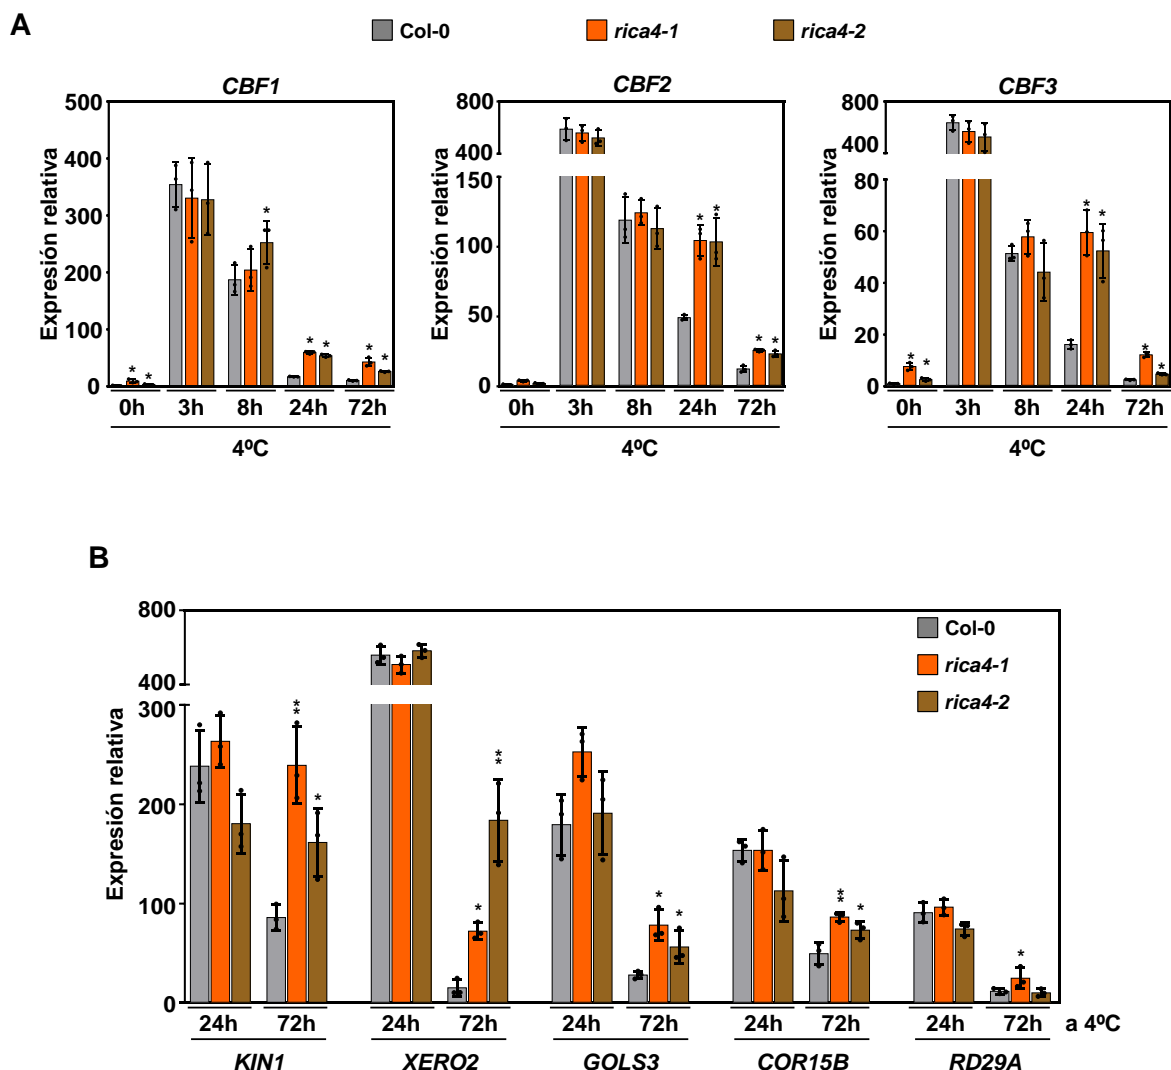 A
Col-0 rica4-1 rica4-2
CBF1 CBF2 CBF3
Expresión relativa
500
400
300
200
100
0
* * * * * * *
0h 3h 8h 24h 72h
4ºC
Expresión relativa
800
400
150
100
50
0
* * * *
0h 3h 8h 24h 72h
4ºC
Expresión relativa
800
400
80
60
40
20
0
* * * * * *
0h 3h 8h 24h 72h
4ºC
B
Expresión relativa
800
400
300
200
100
0
Col-0
rica4-1
rica4-2
** * * ** * * ** * *
24h 72h 24h 72h 24h 72h 24h 72h 24h 72h a 4ºC
KIN1 XERO2 GOLS3 COR15B RD29A